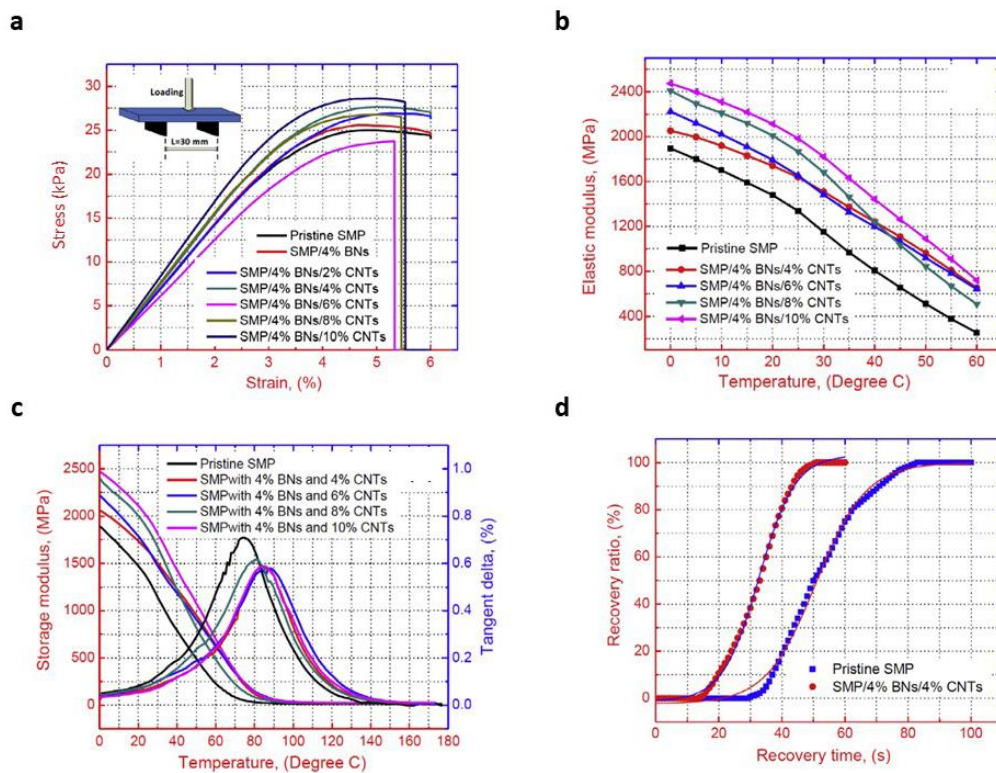 a
Stress (kPa)
30
25
20
15
10
5
0
Loading
L=30 mm
Pristine SMP
SMP/4% BNs
SMP/4% BNs/2% CNTs
SMP/4% BNs/4% CNTs
SMP/4% BNs/6% CNTs
SMP/4% BNs/8% CNTs
SMP/4% BNs/10% CNTs
0 1 2 3 4 5 6
Strain, (%)
b
Elastic modulus, (MPa)
2400
2000
1600
1200
800
400
Pristine SMP
SMP/4% BNs/4% CNTs
SMP/4% BNs/6% CNTs
SMP/4% BNs/8% CNTs
SMP/4% BNs/10% CNTs
0 10 20 30 40 50 60
Temperature, (Degree C)
c
Storage modulus, (MPa)
2500
2000
1500
1000
500
0
Pristine SMP
SMPwith 4% BNs and 4% CNTs
SMPwith 4% BNs and 6% CNTs
SMPwith 4% BNs and 8% CNTs
SMPwith 4% BNs and 10% CNTs
1.0
0.8
0.6
0.4
0.2
0.0
Tangent delta, (%)
0 20 40 60 80 100 120 140 160 180
Temperature, (Degree C)
d
Recovery ratio, (%)
100
80
60
40
20
0
Pristine SMP
SMP/4% BNs/4% CNTs
0 20 40 60 80 100
Recovery time, (s)